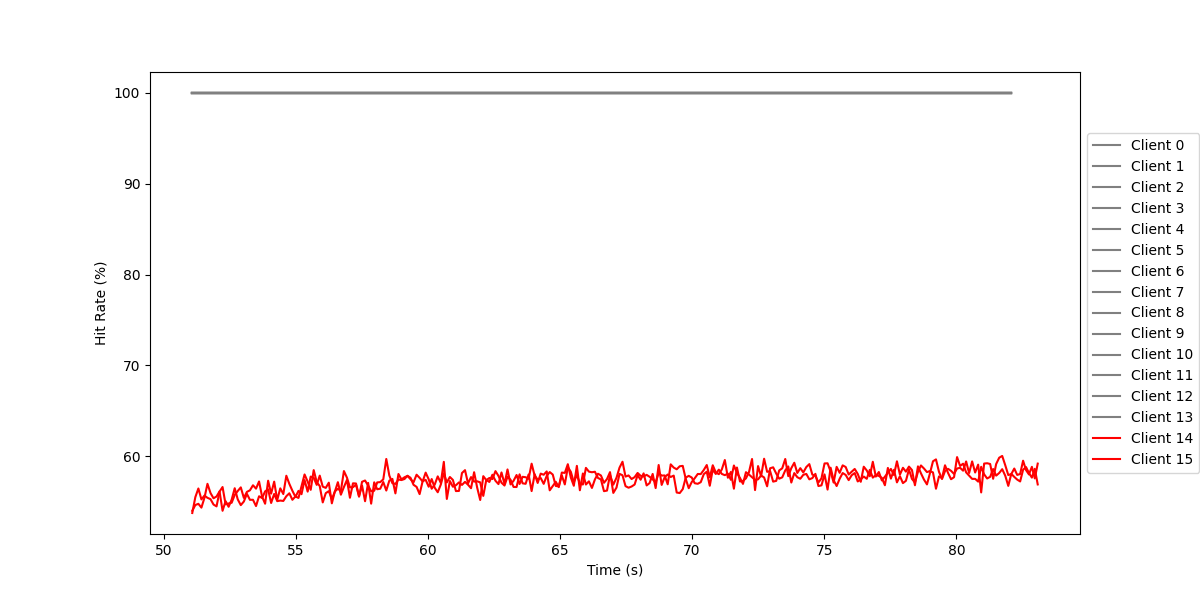 100
90
80
70
60
Hit Rate (%)
50
55
60
65
70
75
80
Time (s)
Client 0
Client 1
Client 2
Client 3
Client 4
Client 5
Client 6
Client 7
Client 8
Client 9
Client 10
Client 11
Client 12
Client 13
Client 14
Client 15